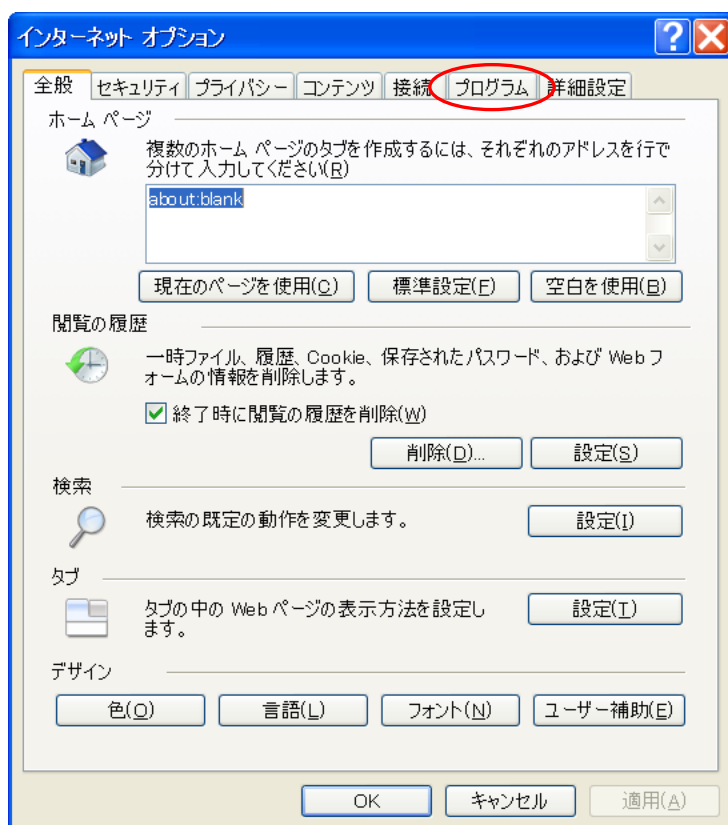 インターネット オプション
全般 セキュリティ プライバシー コンテンツ 接続 プログラム 詳細設定
ホーム ページ
複数のホーム ページのタブを作成するには、それぞれのアドレスを行で
分けて入力してください(R)
about:blank
現在のページを使用(C) 標準設定(F) 空白を使用(B)
閲覧の履歴
一時ファイル、履歴、Cookie、保存されたパスワード、および Web フ
ォームの情報を削除します。
終了時に閲覧の履歴を削除(W)
削除(D)... 設定(S)
検索
検索の既定の動作を変更します。 設定(I)
タブ
タブの中の Web ページの表示方法を設定し 設定(T)
ます。
デザイン
色(O) 言語(L) フォント(N) ユーザー補助(E)
OK キャンセル 適用(A)